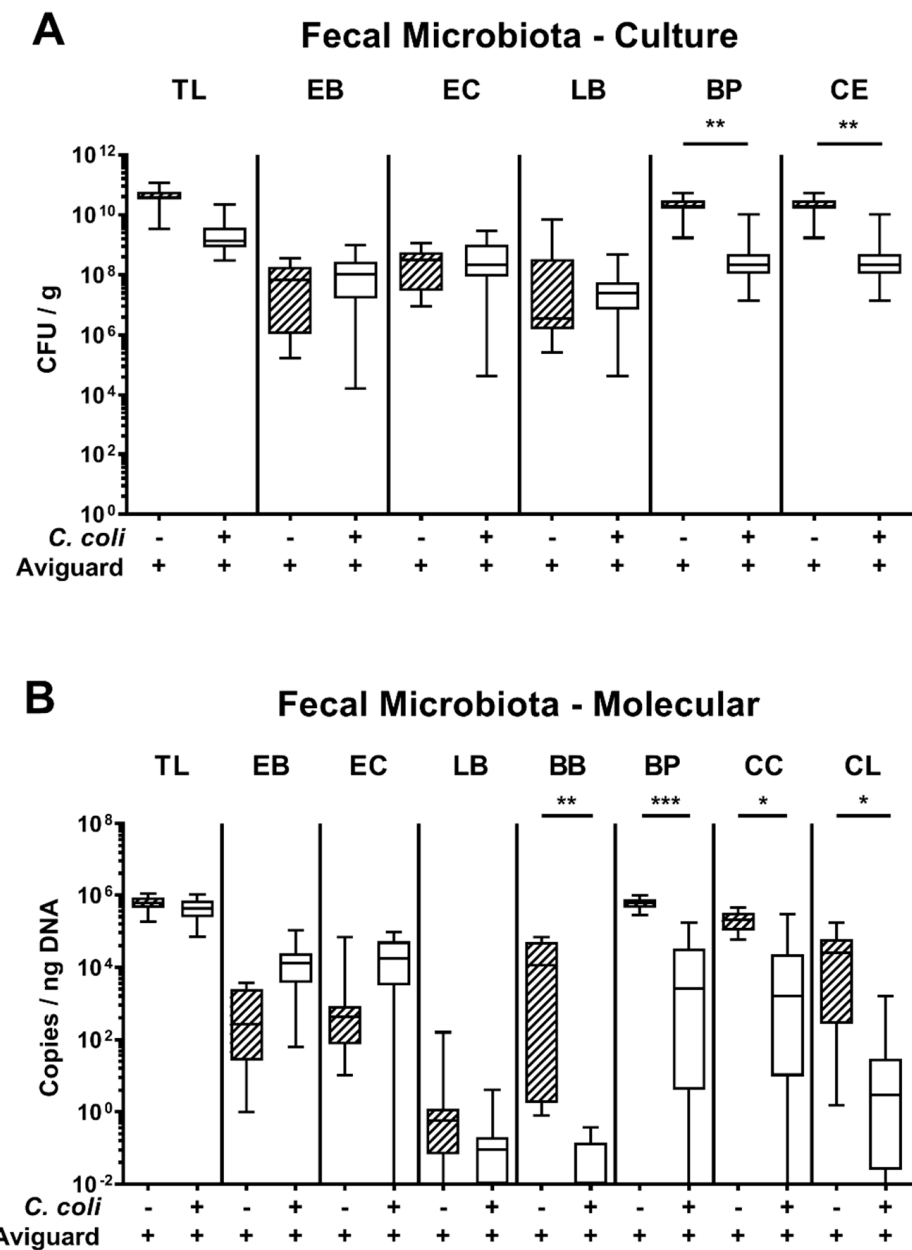 A
Fecal Microbiota - Culture
TL EB EC LB BP CE
** **
CFU / g
10^12
10^10
10^8
10^6
10^4
10^2
10^0
C. coli - + - + - + - + - + - +
Aviguard + + + + + + + + + + + +
B
Fecal Microbiota - Molecular
TL EB EC LB BB BP CC CL
** *** * *
Copies / ng DNA
10^8
10^6
10^4
10^2
10^0
10^-2
C. coli - + - + - + - + - + - + - + - +
Aviguard + + + + + + + + + + + + + + + +